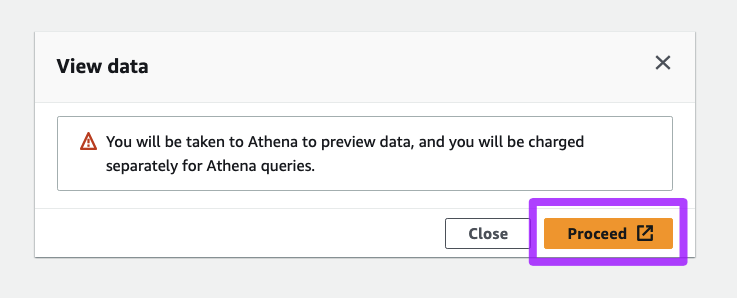 View data
You will be taken to Athena to preview data, and you will be charged
separately for Athena queries.
Close
Proceed